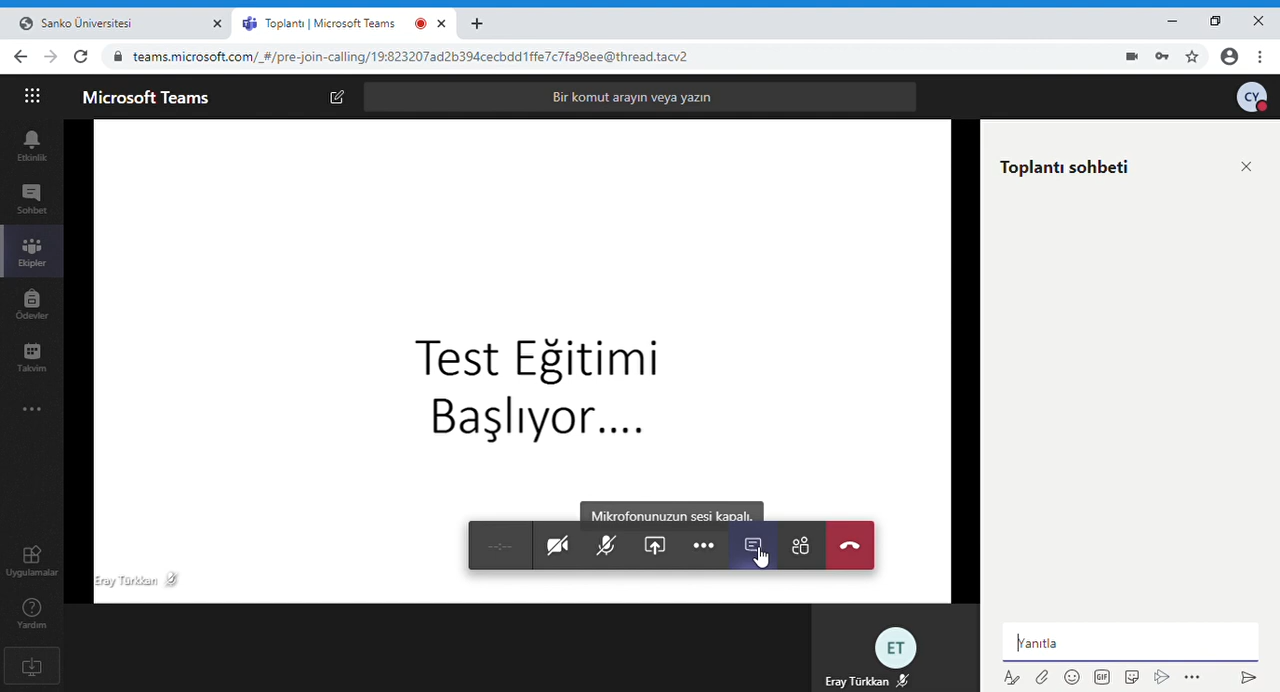 Sanko Üniversitesi
Toplantı | Microsoft Teams
teams.microsoft.com/_#/pre-join-calling/19:823207ad2b394cecbdd1ffe7c7fa98ee@thread.tacv2
Microsoft Teams
Bir komut arayın veya yazın
CY
Etkinlik
Sohbet
Ekipler
Ödevler
Takvim
Uygulamalar
Yardım
Test Eğitimi
Başlıyor....
Mikrofonunuzun sesi kapalı.
--:--
Eray Türkkan
ET
Eray Türkkan
Toplantı sohbeti
Yanıtla
GIF